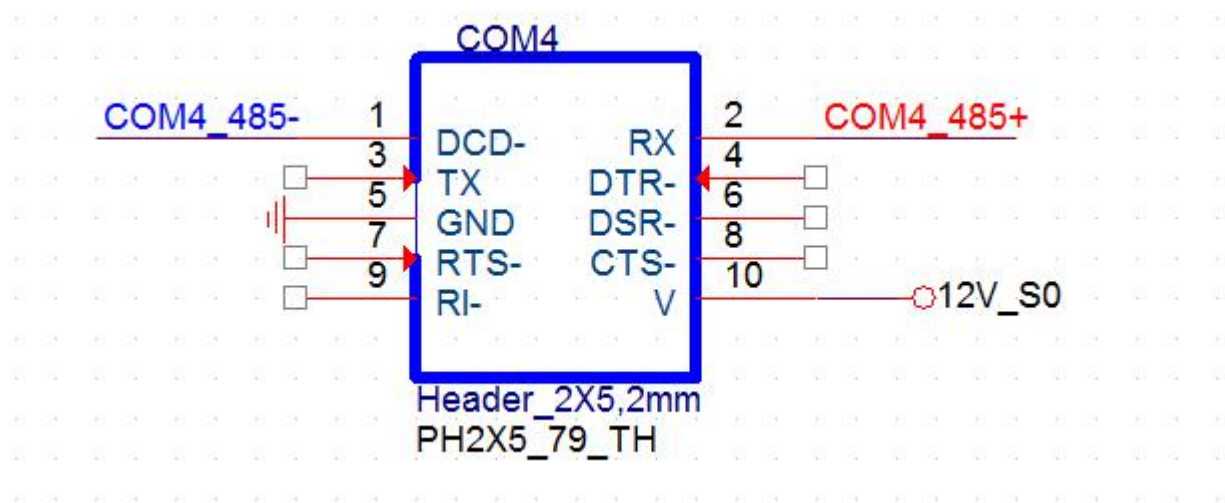 COM4
COM4_485- 1 2 COM4_485+
DCD- RX
3 4
TX DTR-
5 6
GND DSR-
7 8
RTS- CTS-
9 10
RI- V 12V_S0
Header_2X5,2mm
PH2X5_79_TH